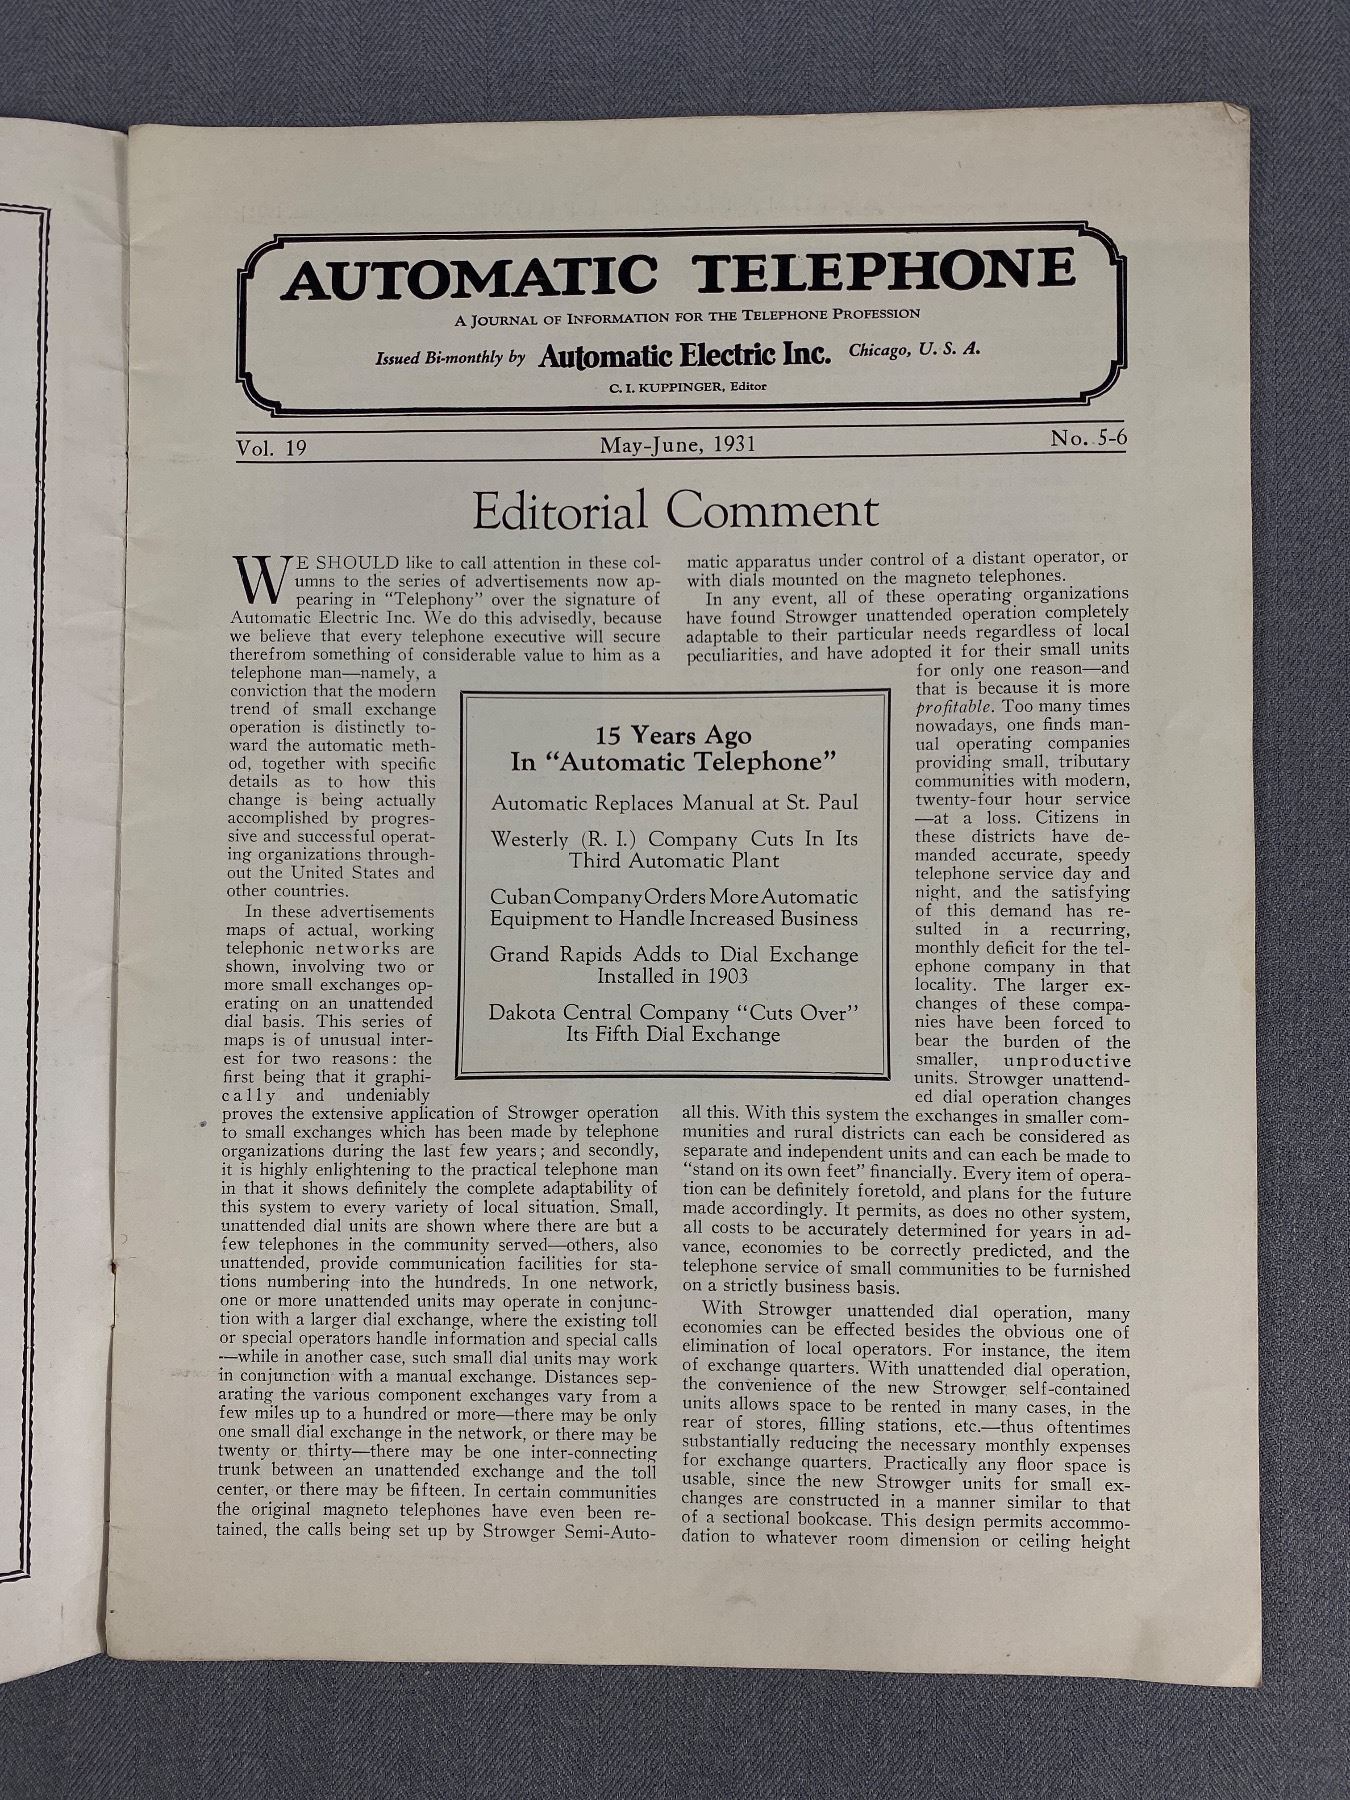 AUTOMATIC TELEPHONE
A JOURNAL OF INFORMATION FOR THE TELEPHONE PROFESSION
Issued Bi-monthly by Automatic Electric Inc. Chicago, U. S. A.
C. I. KUPPINGER, Editor
Vol. 19 May-June, 1931 No. 5-6
Editorial Comment
WE SHOULD like to call attention in these col-
umns to the series of advertisements now ap-
pearing in "Telephony" over the signature of
Automatic Electric Inc. We do this advisedly, because
we believe that every telephone executive will secure
therefrom something of considerable value to him as a
telephone man—namely, a
conviction that the modern
trend of small exchange
operation is distinctly to-
ward the automatic meth-
od, together with specific
details as to how this
change is being actually
accomplished by progres-
sive and successful operat-
ing organizations through-
out the United States and
other countries.
In these advertisements
maps of actual, working
telephonic networks are
shown, involving two or
more small exchanges op-
erating on an unattended
dial basis. This series of
maps is of unusual inter-
est for two reasons: the
first being that it graphi-
cally and undeniably
proves the extensive application of Strowger operation
to small exchanges which has been made by telephone
organizations during the last few years; and secondly,
it is highly enlightening to the practical telephone man
in that it shows definitely the complete adaptability of
this system to every variety of local situation. Small,
unattended dial units are shown where there are but a
few telephones in the community served—others, also
unattended, provide communication facilities for sta-
tions numbering into the hundreds. In one network,
one or more unattended units may operate in conjunc-
tion with a larger dial exchange, where the existing toll
or special operators handle information and special calls
—while in another case, such small dial units may work
in conjunction with a manual exchange. Distances sep-
arating the various component exchanges vary from a
few miles up to a hundred or more—there may be only
one small dial exchange in the network, or there may be
twenty or thirty—there may be one inter-connecting
trunk between an unattended exchange and the toll
center, or there may be fifteen. In certain communities
the original magneto telephones have even been re-
tained, the calls being set up by Strowger Semi-Auto-
15 Years Ago
In "Automatic Telephone"
Automatic Replaces Manual at St. Paul
Westerly (R. I.) Company Cuts In Its
Third Automatic Plant
Cuban Company Orders More Automatic
Equipment to Handle Increased Business
Grand Rapids Adds to Dial Exchange
Installed in 1903
Dakota Central Company "Cuts Over"
Its Fifth Dial Exchange
matic apparatus under control of a distant operator, or
with dials mounted on the magneto telephones.
In any event, all of these operating organizations
have found Strowger unattended operation completely
adaptable to their particular needs regardless of local
peculiarities, and have adopted it for their small units
for only one reason—and
that is because it is more
profitable. Too many times
nowadays, one finds man-
ual operating companies
providing small, tributary
communities with modern,
twenty-four hour service
—at a loss. Citizens in
these districts have de-
manded accurate, speedy
telephone service day and
night, and the satisfying
of this demand has re-
sulted in a recurring,
monthly deficit for the tel-
ephone company in that
locality. The larger ex-
changes of these compa-
nies have been forced to
bear the burden of the
smaller, unproductive
units. Strowger unattend-
ed dial operation changes
all this. With this system the exchanges in smaller com-
munities and rural districts can each be considered as
separate and independent units and can each be made to
"stand on its own feet" financially. Every item of opera-
tion can be definitely foretold, and plans for the future
made accordingly. It permits, as does no other system,
all costs to be accurately determined for years in ad-
vance, economies to be correctly predicted, and the
telephone service of small communities to be furnished
on a strictly business basis.
With Strowger unattended dial operation, many
economies can be effected besides the obvious one of
elimination of local operators. For instance, the item
of exchange quarters. With unattended dial operation,
the convenience of the new Strowger self-contained
units allows space to be rented in many cases, in the
rear of stores, filling stations, etc.—thus oftentimes
substantially reducing the necessary monthly expenses
for exchange quarters. Practically any floor space is
usable, since the new Strowger units for small ex-
changes are constructed in a manner similar to that
of a sectional bookcase. This design permits accommo-
dation to whatever room dimension or ceiling height